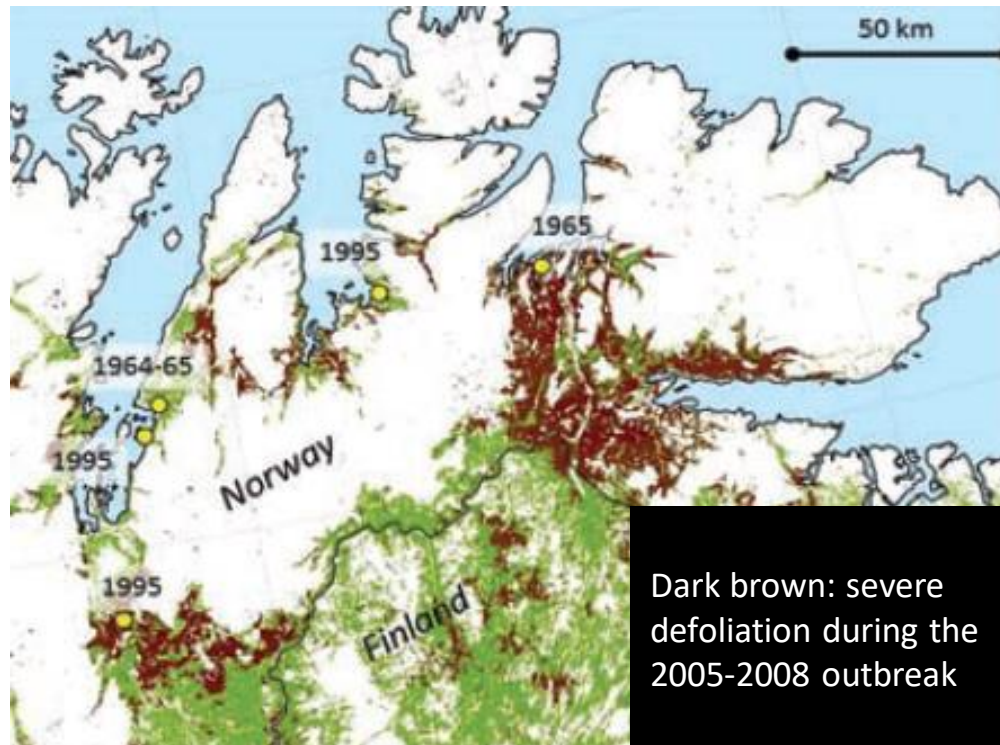 50 km
1965
1995
1964-65
1995
Norway
1995
Finland
Dark brown: severe
defoliation during the
2005-2008 outbreak